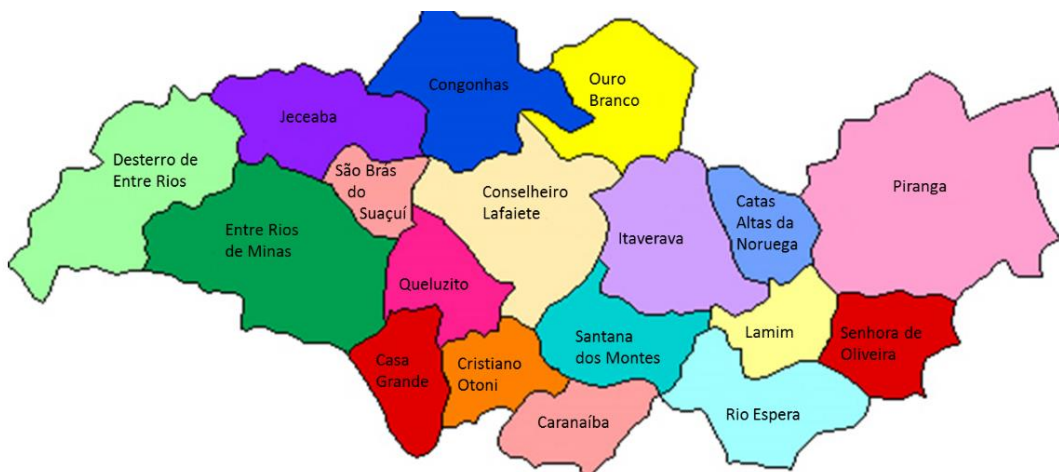 Congonhas
Ouro
Branco
Jeceaba
Desterro de
Entre Rios
São Brás
do
Suaçuí
Conselheiro
Lafaiete
Catas
Altas da
Noruega
Piranga
Entre Rios
de Minas
Itaverava
Queluzito
Santana
dos Montes
Lamim
Senhora de
Oliveira
Casa
Grande
Cristiano
Otoni
Caranaíba
Rio Espera